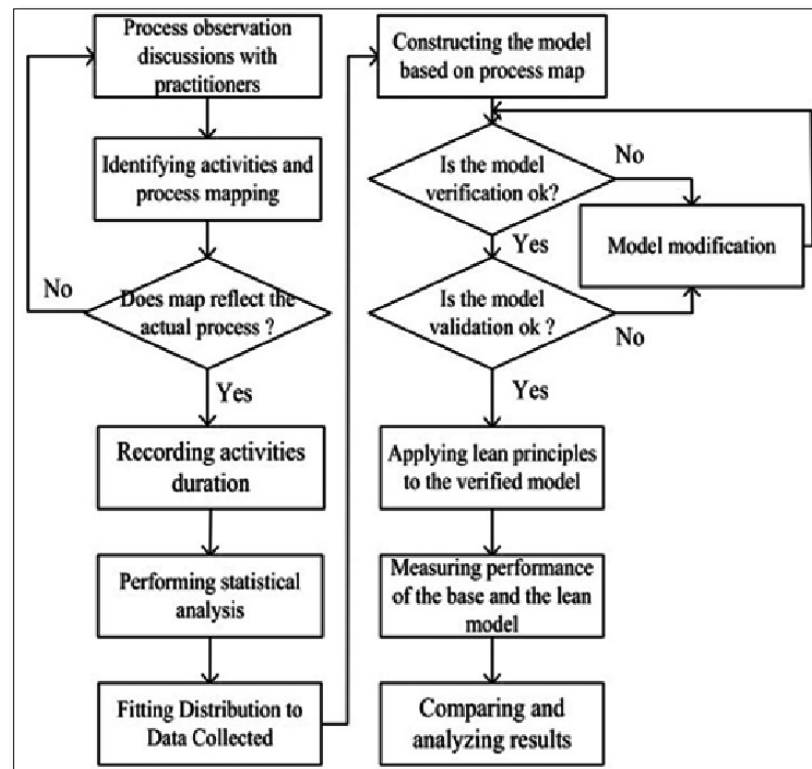 Process observation
discussions with
practitioners
Identifying activities and
process mapping
No
Does map reflect the
actual process ?
Yes
Recording activities
duration
Performing statistical
analysis
Fitting Distribution to
Data Collected
Constructing the model
based on process map
Is the model
verification ok?
No
Yes
Model modification
Is the model
validation ok ?
No
Yes
Applying lean principles
to the verified model
Measuring performance
of the base and the lean
model
Comparing and
analyzing results